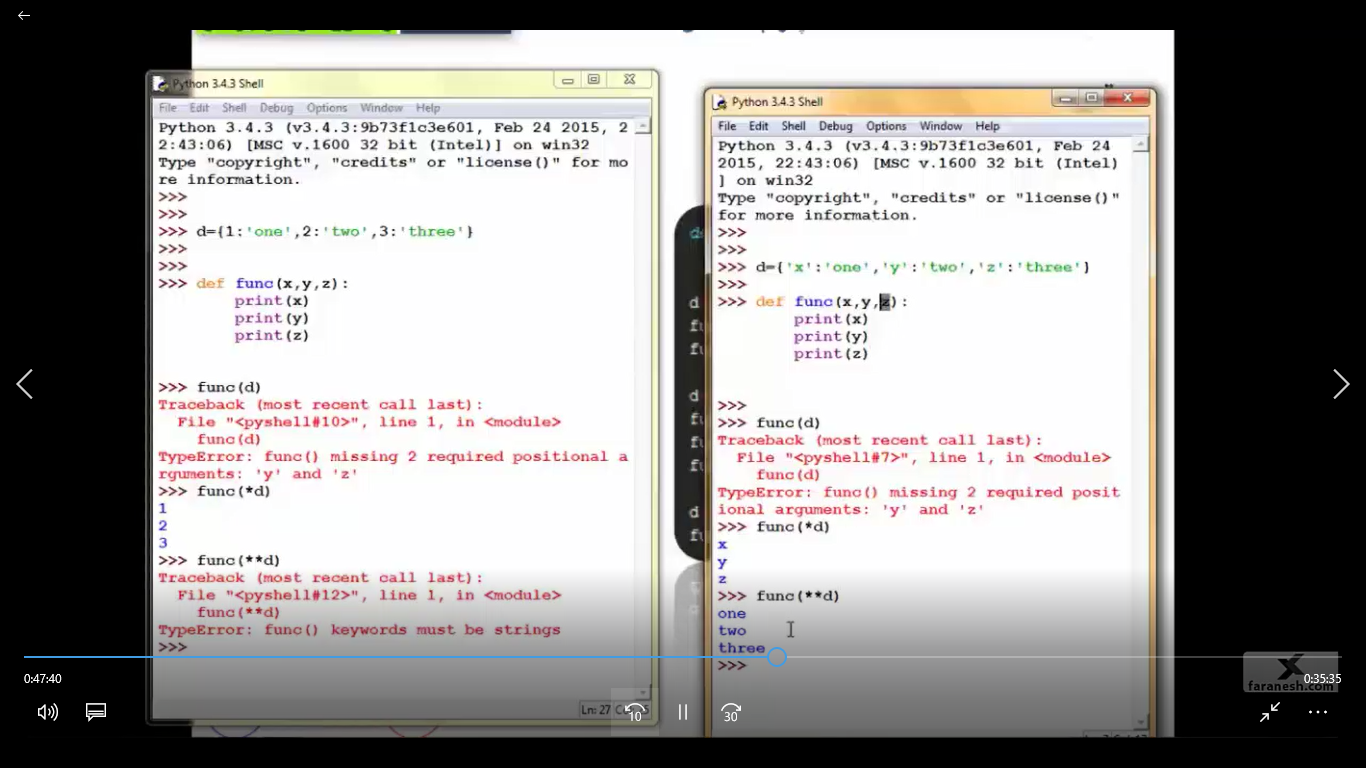 Python 3.4.3 Shell
File Edit Shell Debug Options Window Help
Python 3.4.3 (v3.4.3:9b73f1c3e601, Feb 24 2015, 2
2:43:06) [MSC v.1600 32 bit (Intel)] on win32
Type "copyright", "credits" or "license()" for mo
re information.
>>>
>>>
>>> d={1:'one',2:'two',3:'three'}
>>>
>>>
>>> def func(x,y,z):
print(x)
print(y)
print(z)
>>> func(d)
Traceback (most recent call last):
File "<pyshell#10>", line 1, in <module>
func(d)
TypeError: func() missing 2 required positional a
rguments: 'y' and 'z'
>>> func(*d)
1
2
3
>>> func(**d)
Traceback (most recent call last):
File "<pyshell#12>", line 1, in <module>
func(**d)
TypeError: func() keywords must be strings
>>>
Ln: 27
Python 3.4.3 Shell
File Edit Shell Debug Options Window Help
Python 3.4.3 (v3.4.3:9b73f1c3e601, Feb 24
2015, 22:43:06) [MSC v.1600 32 bit (Intel)
] on win32
Type "copyright", "credits" or "license()"
for more information.
>>>
>>>
>>> d={'x':'one','y':'two','z':'three'}
>>>
>>> def func(x,y,z):
print(x)
print(y)
print(z)
>>>
>>> func(d)
Traceback (most recent call last):
File "<pyshell#7>", line 1, in <module>
func(d)
TypeError: func() missing 2 required posit
ional arguments: 'y' and 'z'
>>> func(*d)
x
y
z
>>> func(**d)
one
two
three
>>>
faranesh.com
0:47:40
0:35:35
10
30